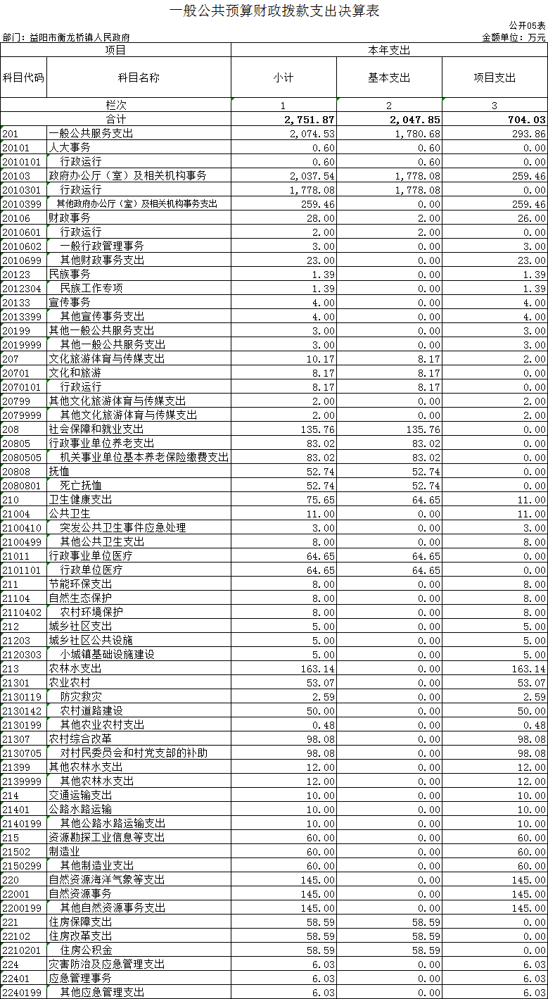 一般公共预算财政拨款支出决算表
公开05表
部门：益阳市衡龙桥镇人民政府 金额单位：万元
项目 本年支出
科目代码 科目名称 小计 基本支出 项目支出
栏次 1 2 3
合计 2,751.87 2,047.85 704.03
201 一般公共服务支出 2,074.53 1,780.68 293.86
20101 人大事务 0.60 0.60 0.00
2010101 行政运行 0.60 0.60 0.00
20103 政府办公厅（室）及相关机构事务 2,037.54 1,778.08 259.46
2010301 行政运行 1,778.08 1,778.08 0.00
2010399 其他政府办公厅（室）及相关机构事务支出 259.46 0.00 259.46
20106 财政事务 28.00 2.00 26.00
2010601 行政运行 2.00 2.00 0.00
2010602 一般行政管理事务 3.00 0.00 3.00
2010699 其他财政事务支出 23.00 0.00 23.00
20123 民族事务 1.39 0.00 1.39
2012304 民族工作专项 1.39 0.00 1.39
20133 宣传事务 4.00 0.00 4.00
2013399 其他宣传事务支出 4.00 0.00 4.00
20199 其他一般公共服务支出 3.00 0.00 3.00
2019999 其他一般公共服务支出 3.00 0.00 3.00
207 文化旅游体育与传媒支出 10.17 8.17 2.00
20701 文化和旅游 8.17 8.17 0.00
2070101 行政运行 8.17 8.17 0.00
20799 其他文化旅游体育与传媒支出 2.00 0.00 2.00
2079999 其他文化旅游体育与传媒支出 2.00 0.00 2.00
208 社会保障和就业支出 135.76 135.76 0.00
20805 行政事业单位养老支出 83.02 83.02 0.00
2080505 机关事业单位基本养老保险缴费支出 83.02 83.02 0.00
20808 抚恤 52.74 52.74 0.00
2080801 死亡抚恤 52.74 52.74 0.00
210 卫生健康支出 75.65 64.65 11.00
21004 公共卫生 11.00 0.00 11.00
2100410 突发公共卫生事件应急处理 3.00 0.00 3.00
2100499 其他公共卫生支出 8.00 0.00 8.00
21011 行政事业单位医疗 64.65 64.65 0.00
2101101 行政单位医疗 64.65 64.65 0.00
211 节能环保支出 8.00 0.00 8.00
21104 自然生态保护 8.00 0.00 8.00
2110402 农村环境保护 8.00 0.00 8.00
212 城乡社区支出 5.00 0.00 5.00
21203 城乡社区公共设施 5.00 0.00 5.00
2120303 小城镇基础设施建设 5.00 0.00 5.00
213 农林水支出 163.14 0.00 163.14
21301 农业农村 53.07 0.00 53.07
2130119 防灾救灾 2.59 0.00 2.59
2130142 农村道路建设 50.00 0.00 50.00
2130199 其他农业农村支出 0.48 0.00 0.48
21307 农村综合改革 98.08 0.00 98.08
2130705 对村民委员会和村党支部的补助 98.08 0.00 98.08
21399 其他农林水支出 12.00 0.00 12.00
2139999 其他农林水支出 12.00 0.00 12.00
214 交通运输支出 10.00 0.00 10.00
21401 公路水路运输 10.00 0.00 10.00
2140199 其他公路水路运输支出 10.00 0.00 10.00
215 资源勘探工业信息等支出 60.00 0.00 60.00
21502 制造业 60.00 0.00 60.00
2150299 其他制造业支出 60.00 0.00 60.00
220 自然资源海洋气象等支出 145.00 0.00 145.00
22001 自然资源事务 145.00 0.00 145.00
2200199 其他自然资源事务支出 145.00 0.00 145.00
221 住房保障支出 58.59 58.59 0.00
22102 住房改革支出 58.59 58.59 0.00
2210201 住房公积金 58.59 58.59 0.00
224 灾害防治及应急管理支出 6.03 0.00 6.03
22401 应急管理事务 6.03 0.00 6.03
2240199 其他应急管理支出 6.03 0.00 6.03